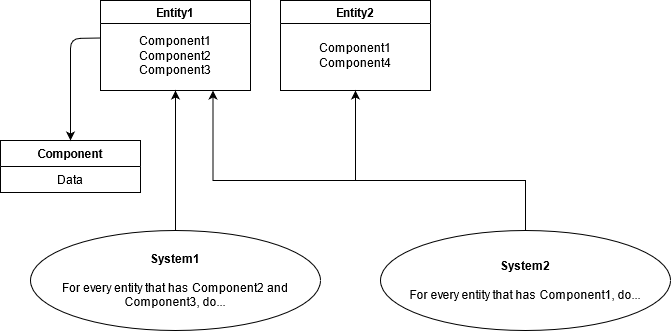 Entity1
Component1
Component2
Component3
Entity2
Component1
Component4
Component
Data
System1
For every entity that has Component2 and
Component3, do...
System2
For every entity that has Component1, do...